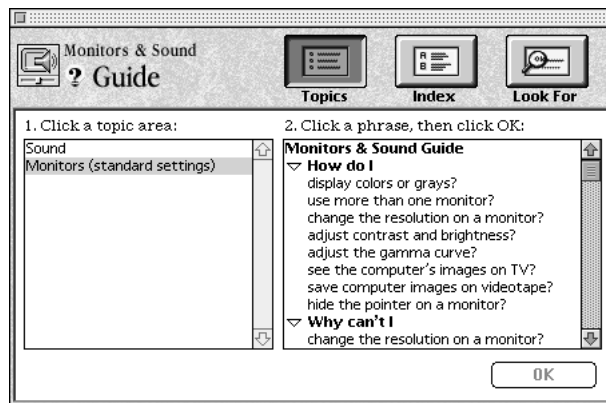 Monitors & Sound
? Guide
Topics
Index
Look For
1. Click a topic area:
Sound
Monitors (standard settings)
2. Click a phrase, then click OK:
Monitors & Sound Guide
How do I
display colors or grays?
use more than one monitor?
change the resolution on a monitor?
adjust contrast and brightness?
adjust the gamma curve?
see the computer's images on TV?
save computer images on videotape?
hide the pointer on a monitor?
Why can't I
change the resolution on a monitor?
OK